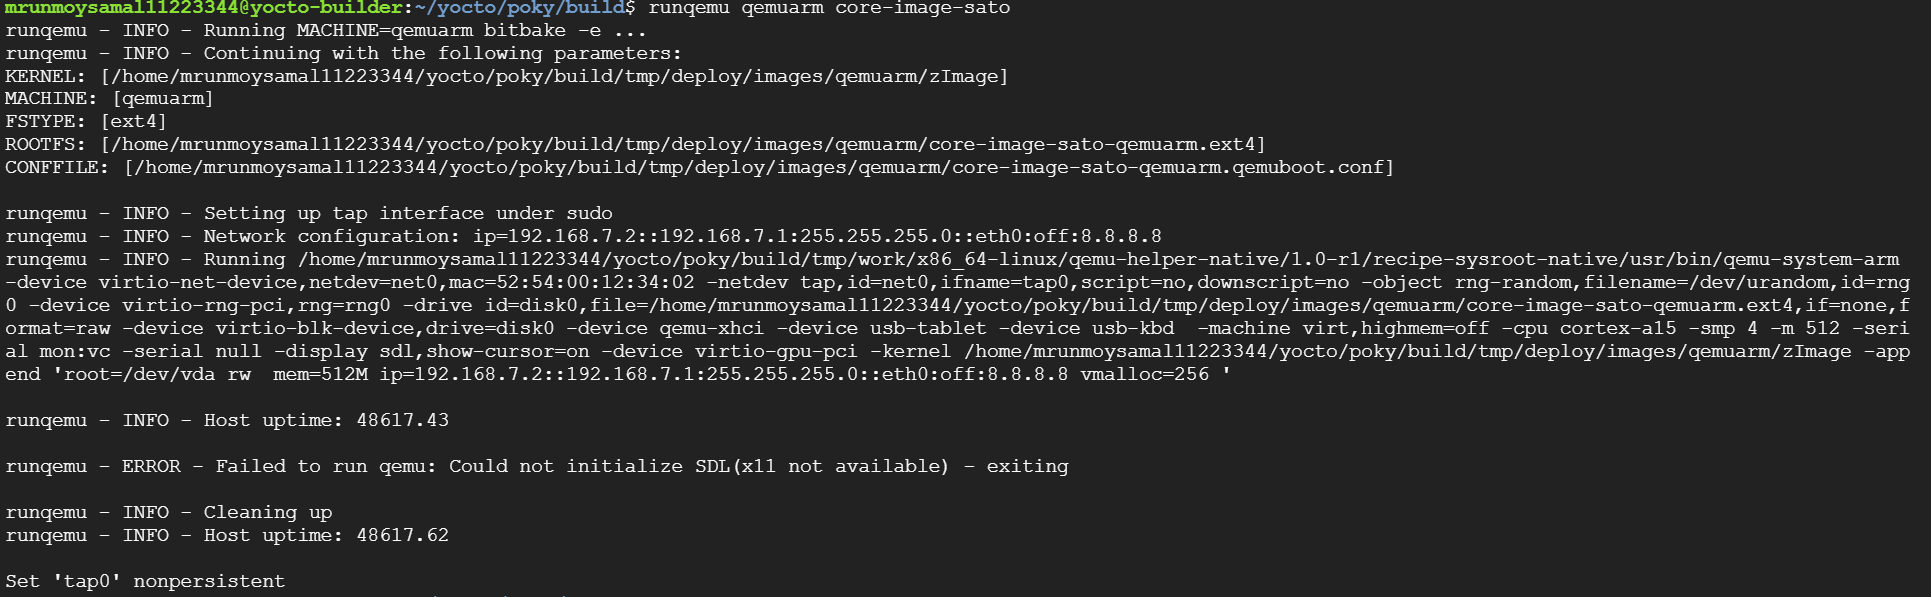 mrunmoysamal11223344@yocto-builder:~/yocto/poky/build$ runqemu qemuarm core-image-sato
runqemu - INFO - Running MACHINE=qemuarm bitbake -e ...
runqemu - INFO - Continuing with the following parameters:
KERNEL: [/home/mrunmoysamal11223344/yocto/poky/build/tmp/deploy/images/qemuarm/zImage]
MACHINE: [qemuarm]
FSTYPE: [ext4]
ROOTFS: [/home/mrunmoysamal11223344/yocto/poky/build/tmp/deploy/images/qemuarm/core-image-sato-qemuarm.ext4]
CONFFILE: [/home/mrunmoysamal11223344/yocto/poky/build/tmp/deploy/images/qemuarm/core-image-sato-qemuarm.qemuboot.conf]
runqemu - INFO - Setting up tap interface under sudo
runqemu - INFO - Network configuration: ip=192.168.7.2::192.168.7.1:255.255.255.0::eth0:off:8.8.8.8
runqemu - INFO - Running /home/mrunmoysamal11223344/yocto/poky/build/tmp/work/x86_64-linux/qemu-helper-native/1.0-r1/recipe-sysroot-native/usr/bin/qemu-system-arm
-device virtio-net-device,netdev=net0,mac=52:54:00:12:34:02 -netdev tap,id=net0,ifname=tap0,script=no,downscript=no -object rng-random,filename=/dev/urandom,id=rng
0 -device virtio-rng-pci,rng=rng0 -drive id=disk0,file=/home/mrunmoysamal11223344/yocto/poky/build/tmp/deploy/images/qemuarm/core-image-sato-qemuarm.ext4,if=none,f
ormat=raw -device virtio-blk-device,drive=disk0 -device qemu-xhci -device usb-tablet -device usb-kbd  -machine virt,highmem=off -cpu cortex-a15 -smp 4 -m 512 -seri
al mon:vc -serial null -display sdl,show-cursor=on -device virtio-gpu-pci -kernel /home/mrunmoysamal11223344/yocto/poky/build/tmp/deploy/images/qemuarm/zImage -app
end 'root=/dev/vda rw  mem=512M ip=192.168.7.2::192.168.7.1:255.255.255.0::eth0:off:8.8.8.8 vmalloc=256 '
runqemu - INFO - Host uptime: 48617.43
runqemu - ERROR - Failed to run qemu: Could not initialize SDL(x11 not available) - exiting
runqemu - INFO - Cleaning up
runqemu - INFO - Host uptime: 48617.62
Set 'tap0' nonpersistent